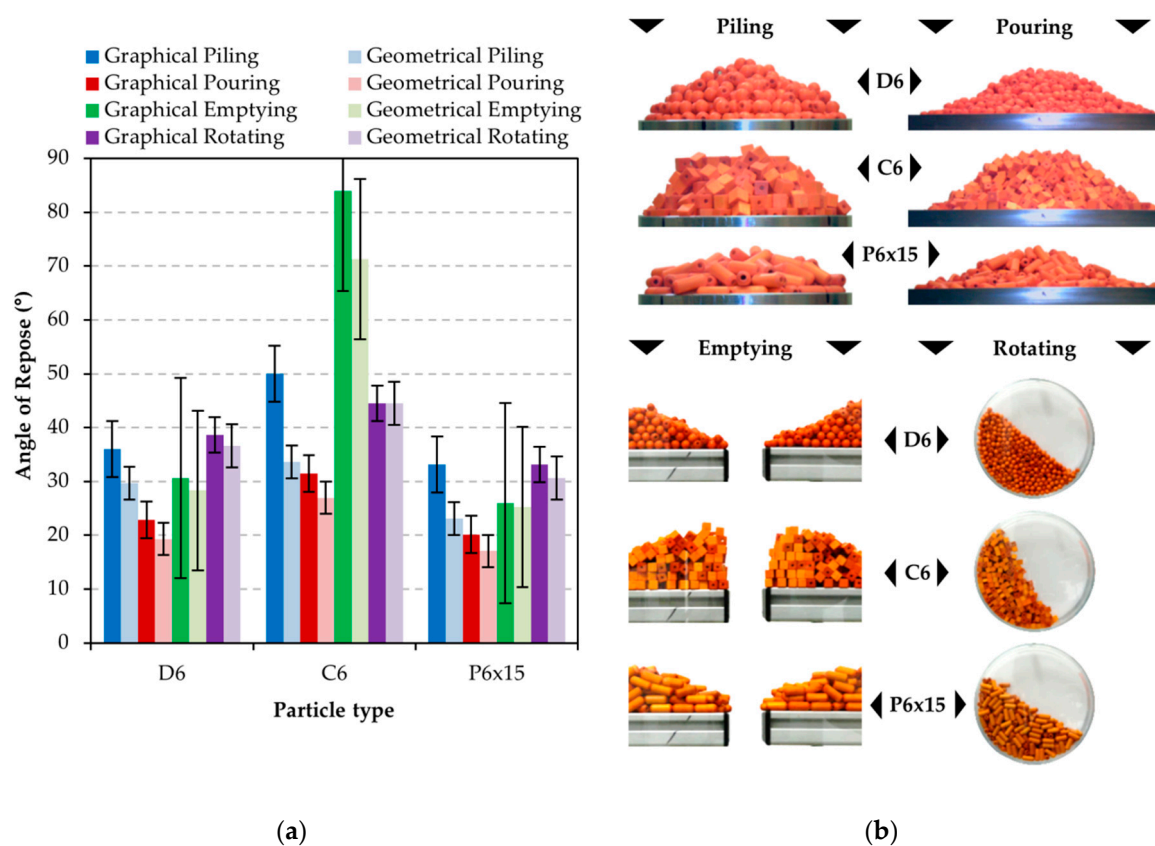 Graphical Piling
Geometrical Piling
Graphical Pouring
Geometrical Pouring
Graphical Emptying
Geometrical Emptying
Graphical Rotating
Geometrical Rotating
Angle of Repose (°)
90
80
70
60
50
40
30
20
10
0
D6
C6
P6x15
Particle type
(a)
Piling
Pouring
D6
C6
P6x15
Emptying
Rotating
D6
C6
P6x15
(b)